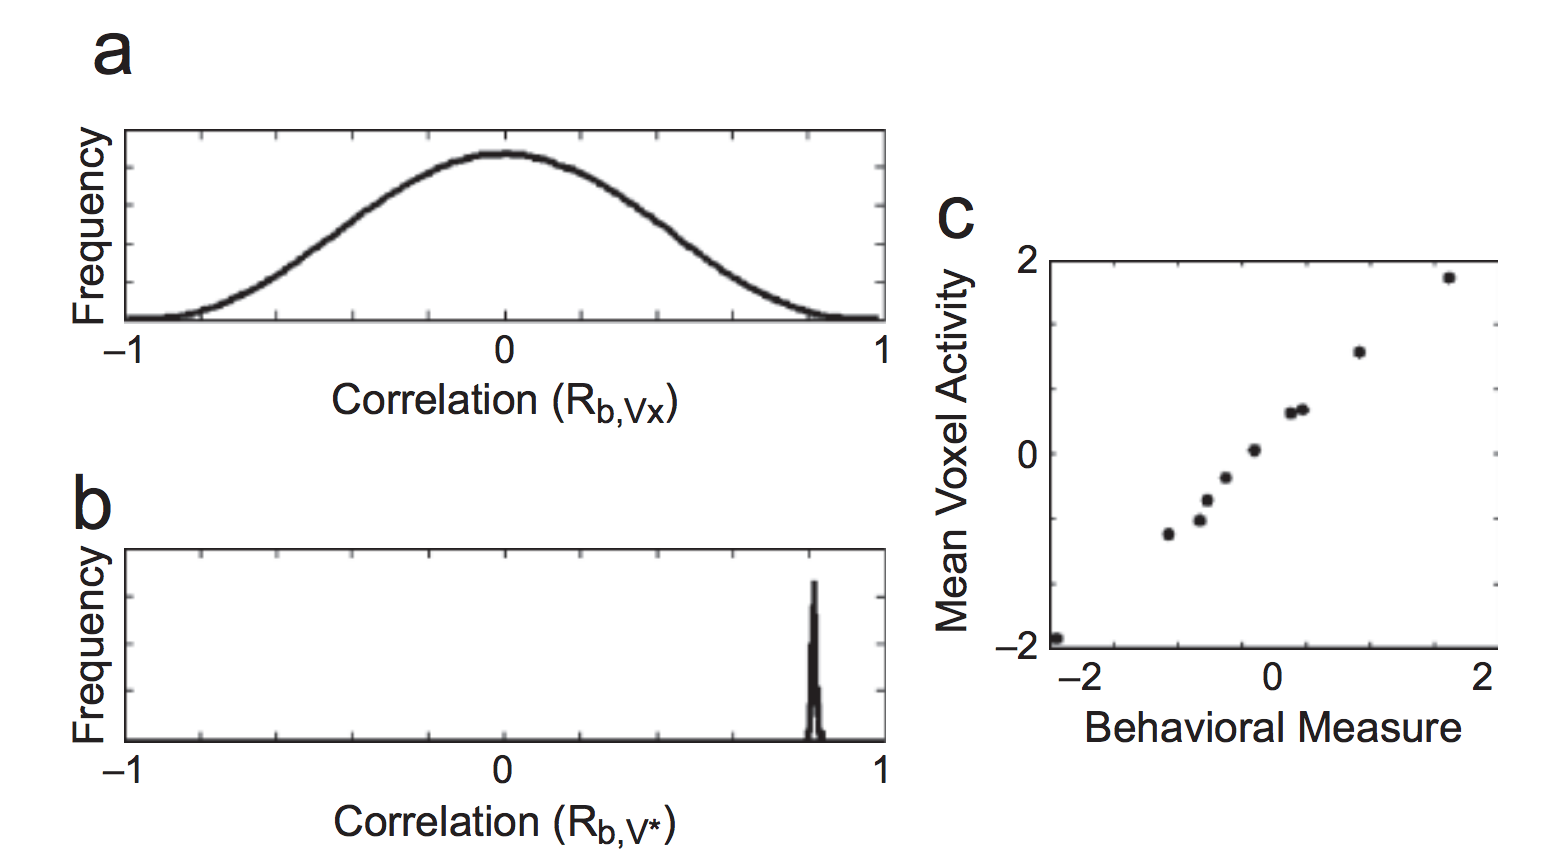 a
Frequency
–1 0 1
Correlation (Rb,Vx)
b
Frequency
–1 0 1
Correlation (Rb,V*)
c
Mean Voxel Activity
2
0
–2
–2 0 2
Behavioral Measure